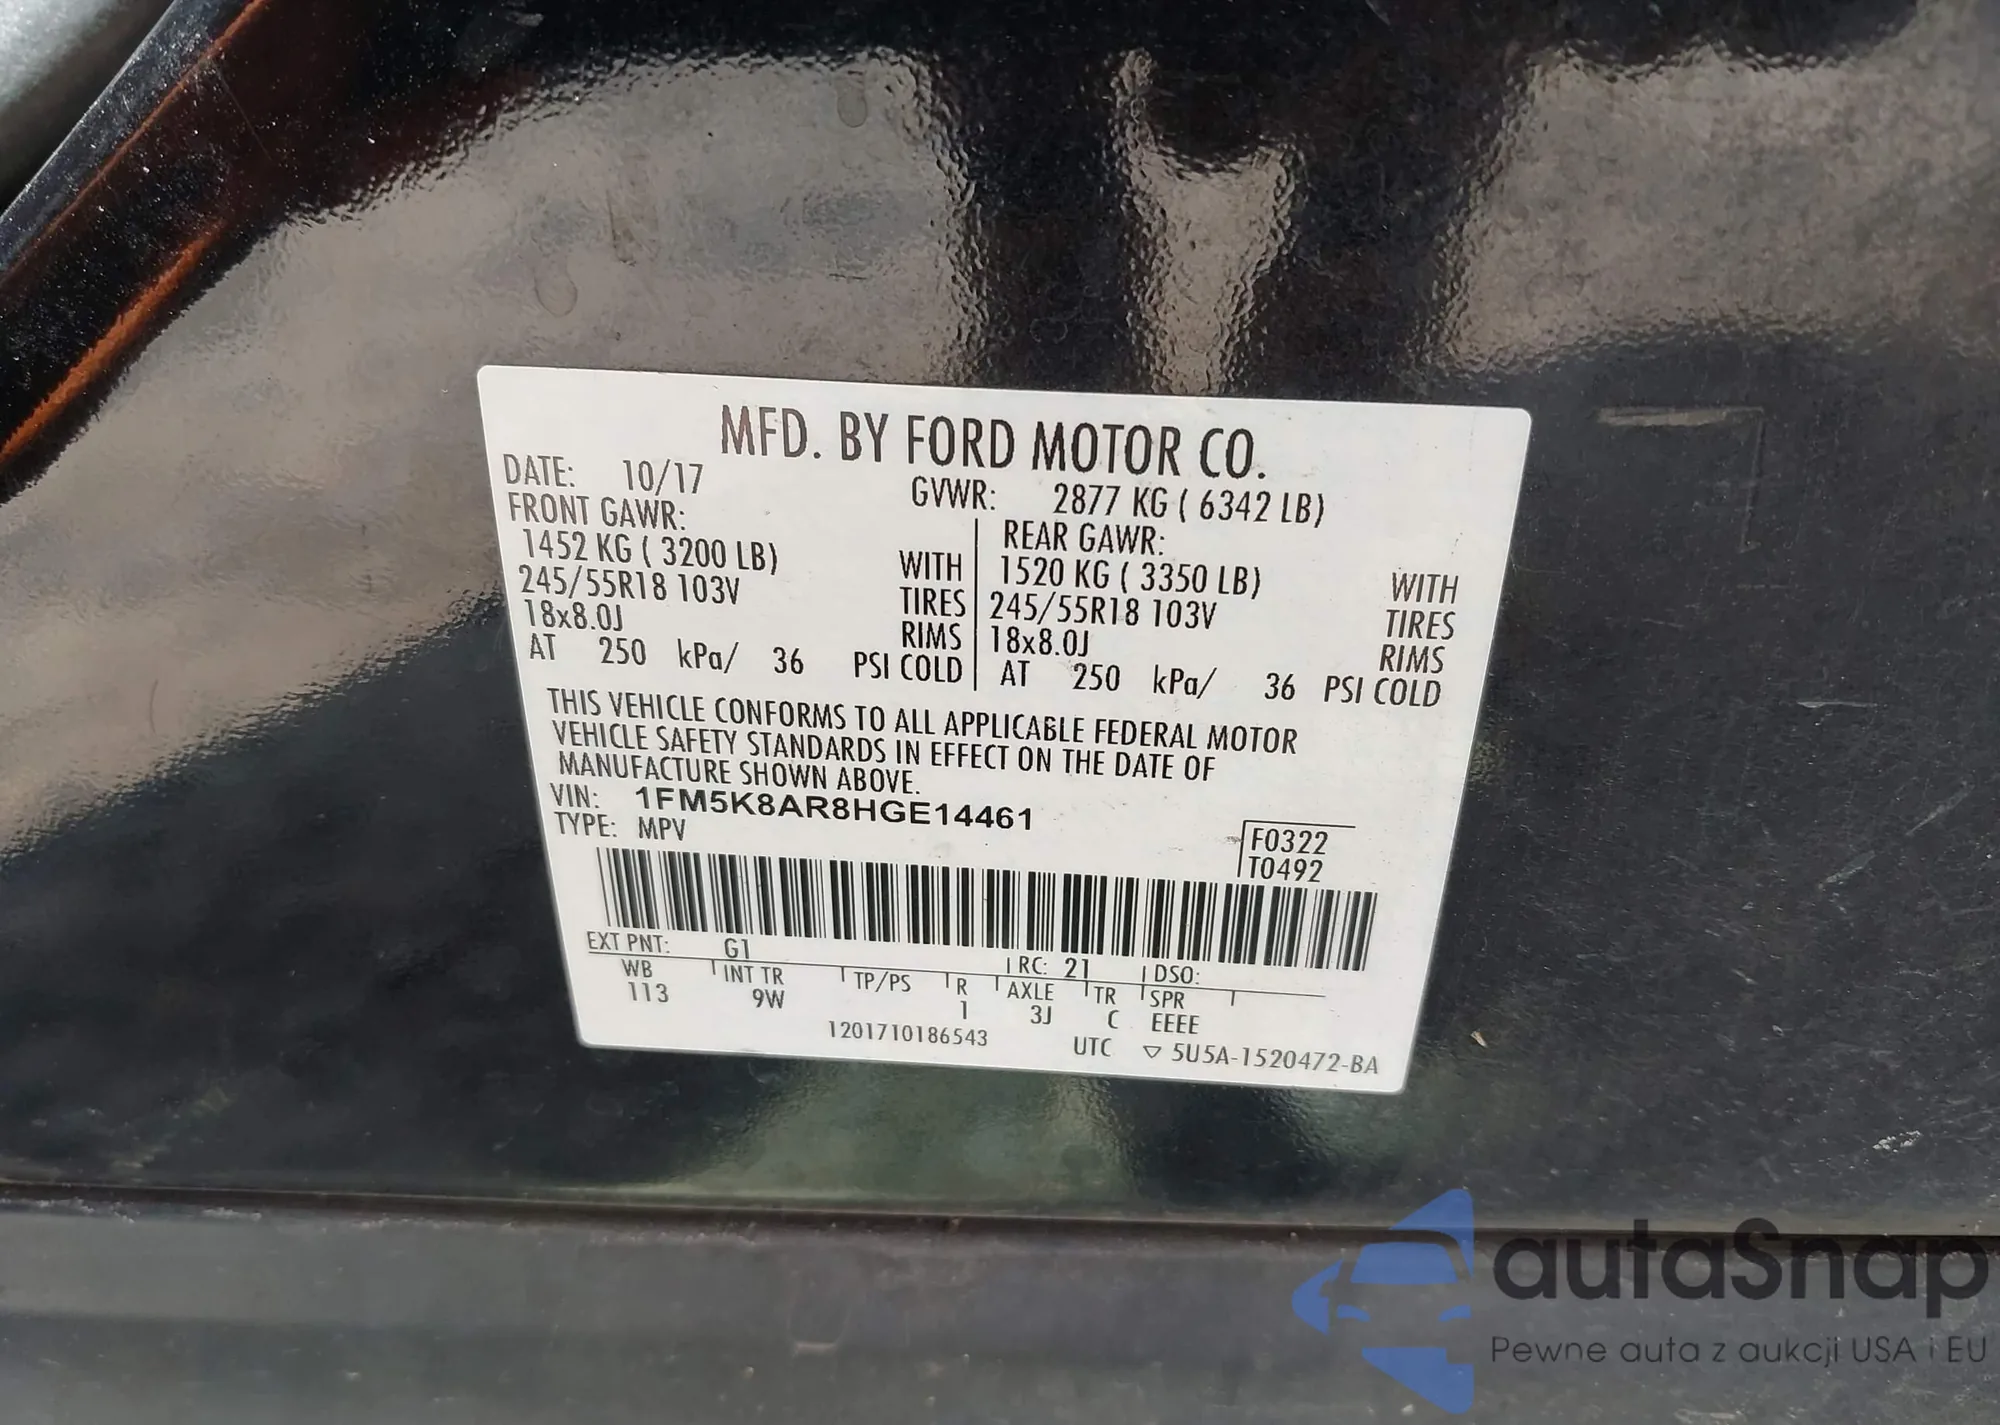 MFD. BY FORD MOTOR CO.
DATE: 10/17 GVWR: 2877 KG ( 6342 LB)
FRONT GAWR: REAR GAWR:
1452 KG ( 3200 LB) WITH 1520 KG ( 3350 LB) WITH
245/55R18 103V TIRES 245/55R18 103V TIRES
18x8.0J RIMS 18x8.0J RIMS
AT 250 kPa/ 36 PSI COLD AT 250 kPa/ 36 PSI COLD
THIS VEHICLE CONFORMS TO ALL APPLICABLE FEDERAL MOTOR
VEHICLE SAFETY STANDARDS IN EFFECT ON THE DATE OF
MANUFACTURE SHOWN ABOVE.
VIN: 1FM5K8AR8HGE14461
TYPE: MPV
F0322
T0492
EXT PNT: G1 RC: 21 DSO:
WB INT TR TP/PS R AXLE TR SPR
113 9W 1 3J C EEEE
1201710186543 UTC ▽ 5U5A-1520472-BA
autaSnap
Pewne auta z aukcji USA i EU